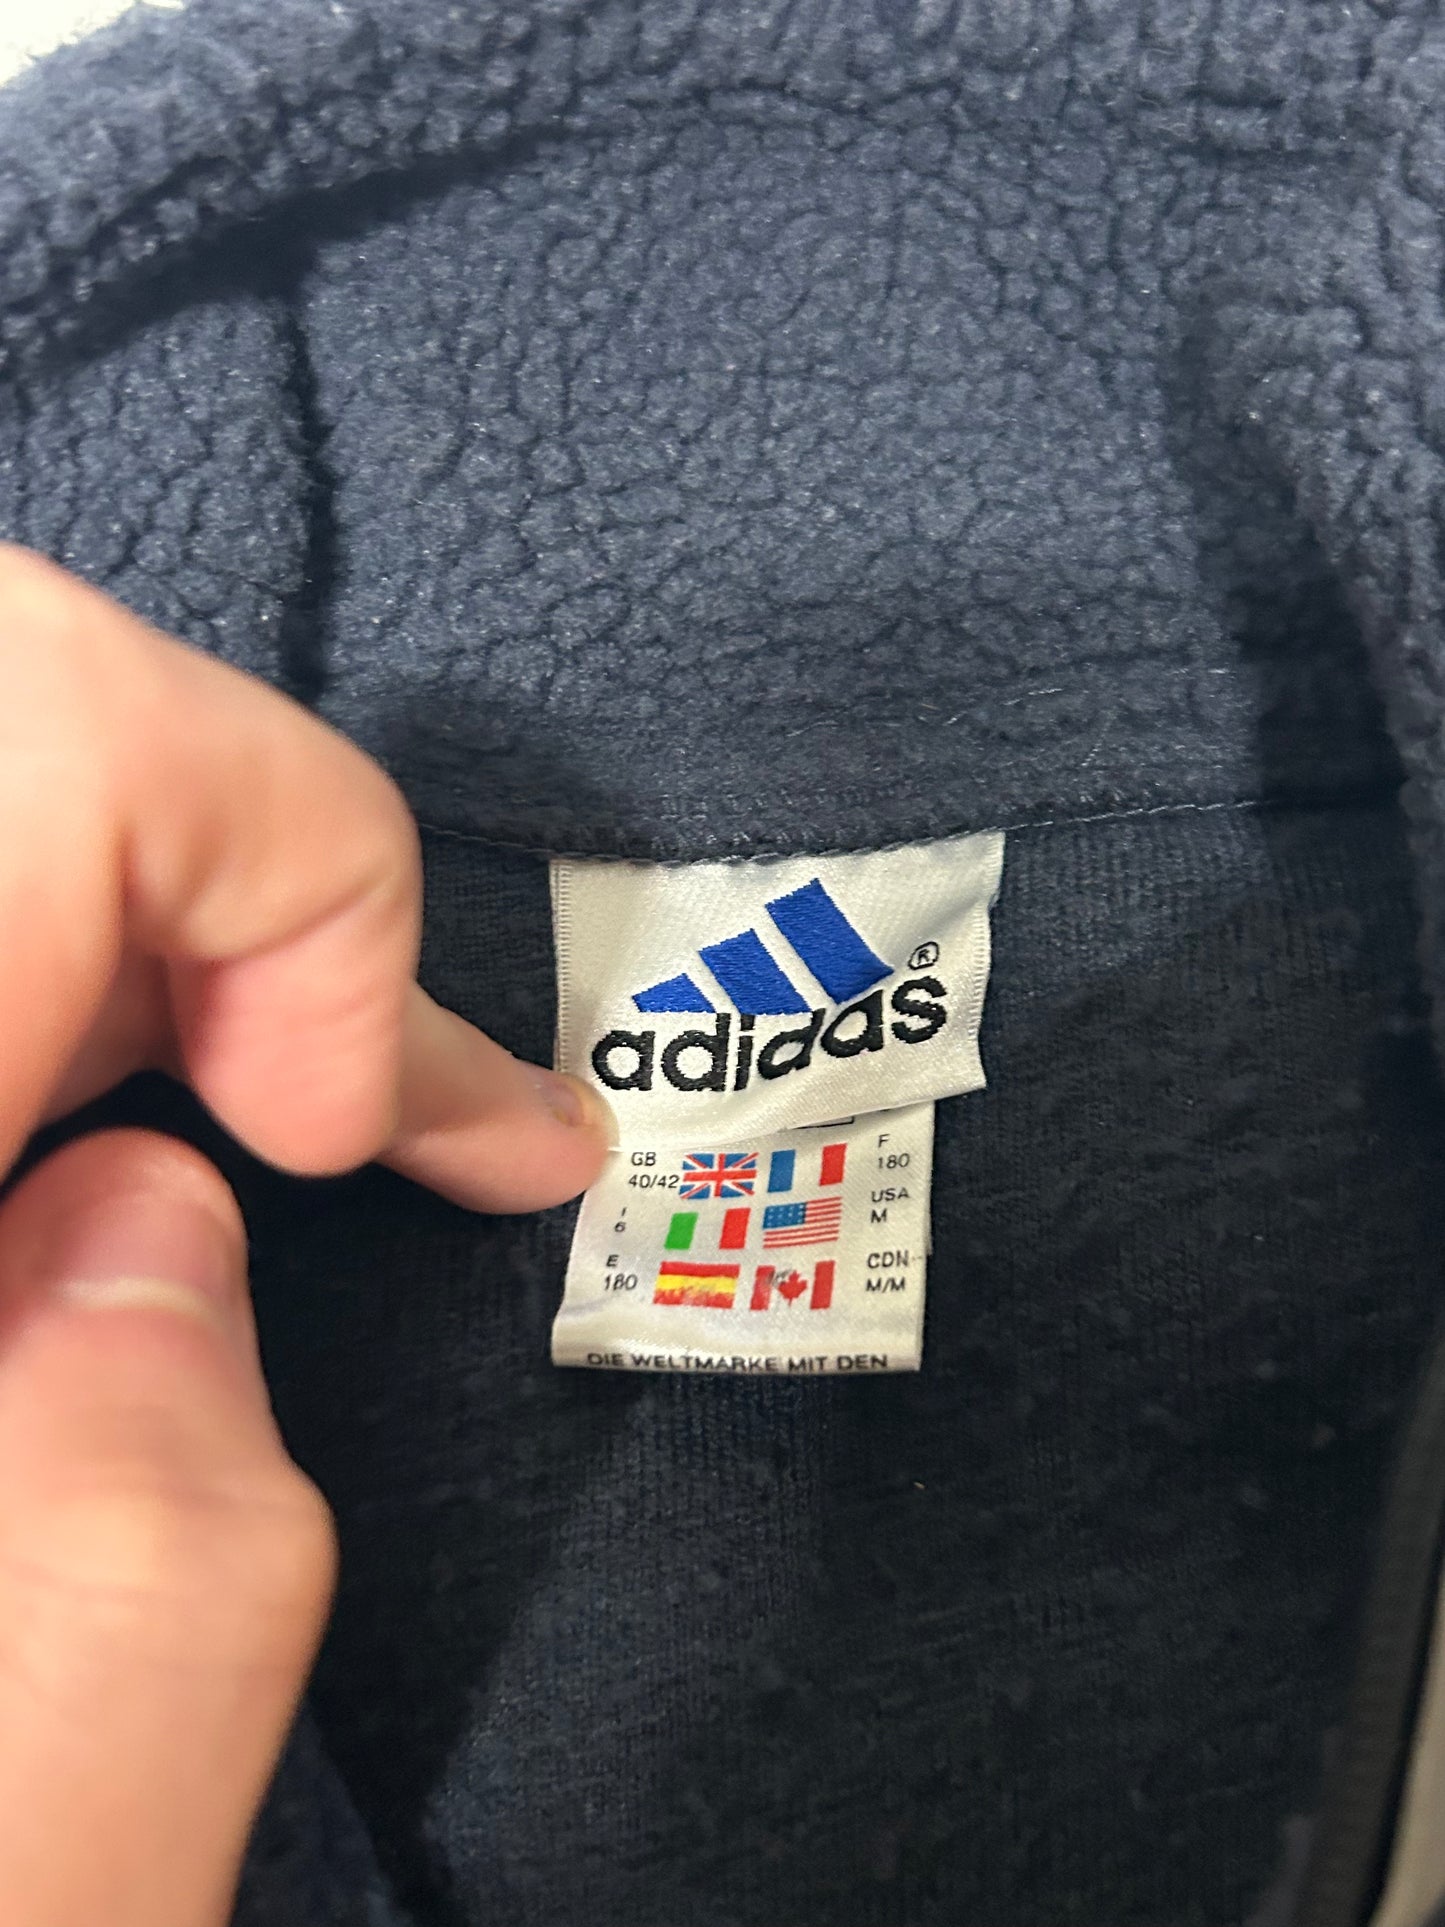 adidas®
GB
40/42
F
180
I
6
USA
M
E
180
CDN
M/M
DIE WELTMARKE MIT DEN